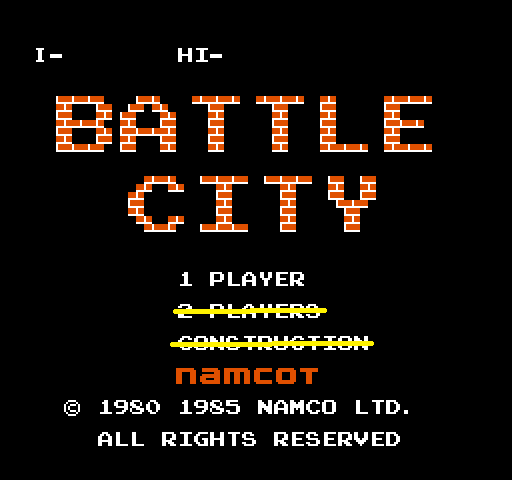 I- HI-
BATTLE
CITY
1 PLAYER
2 PLAYERS
CONSTRUCTION
namcoT
© 1980 1985 NAMCO LTD.
ALL RIGHTS RESERVED